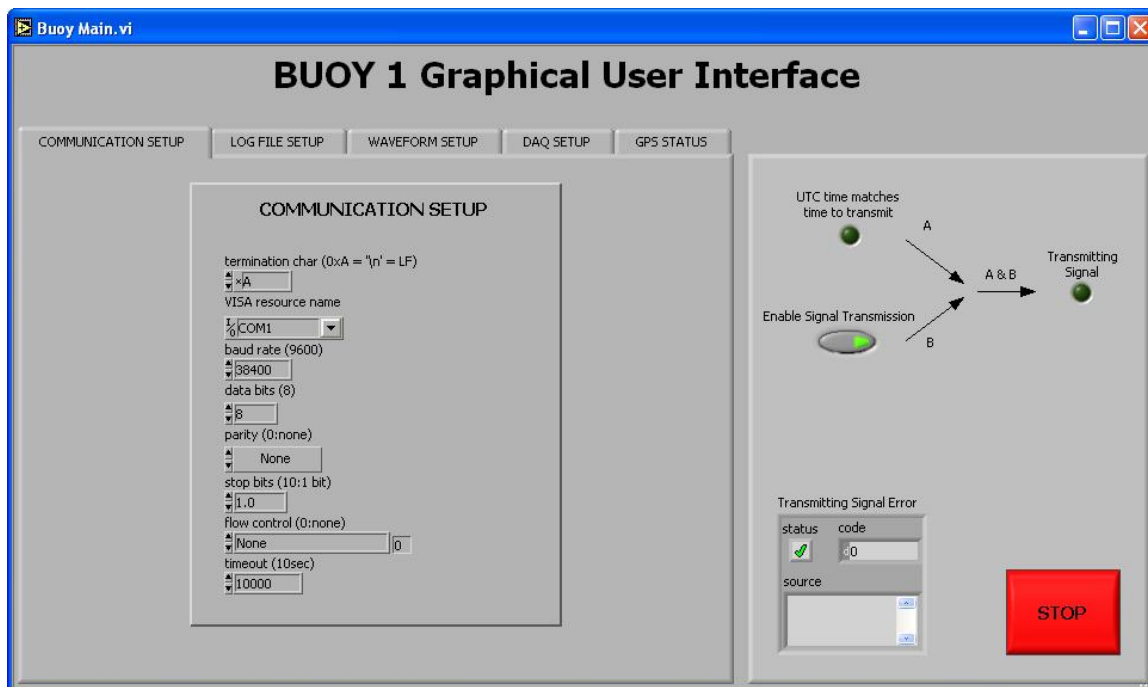 Buoy Main.vi
BUOY 1 Graphical User Interface
COMMUNICATION SETUP
LOG FILE SETUP
WAVEFORM SETUP
DAQ SETUP
GPS STATUS
COMMUNICATION SETUP
termination char (0xA = '\n' = LF)
×A
VISA resource name
I/O COM1
baud rate (9600)
38400
data bits (8)
8
parity (0:none)
None
stop bits (10:1 bit)
1.0
flow control (0:none)
None
0
timeout (10sec)
10000
UTC time matches
time to transmit
A
Enable Signal Transmission
B
A & B
Transmitting
Signal
Transmitting Signal Error
status
code
d0
source
STOP